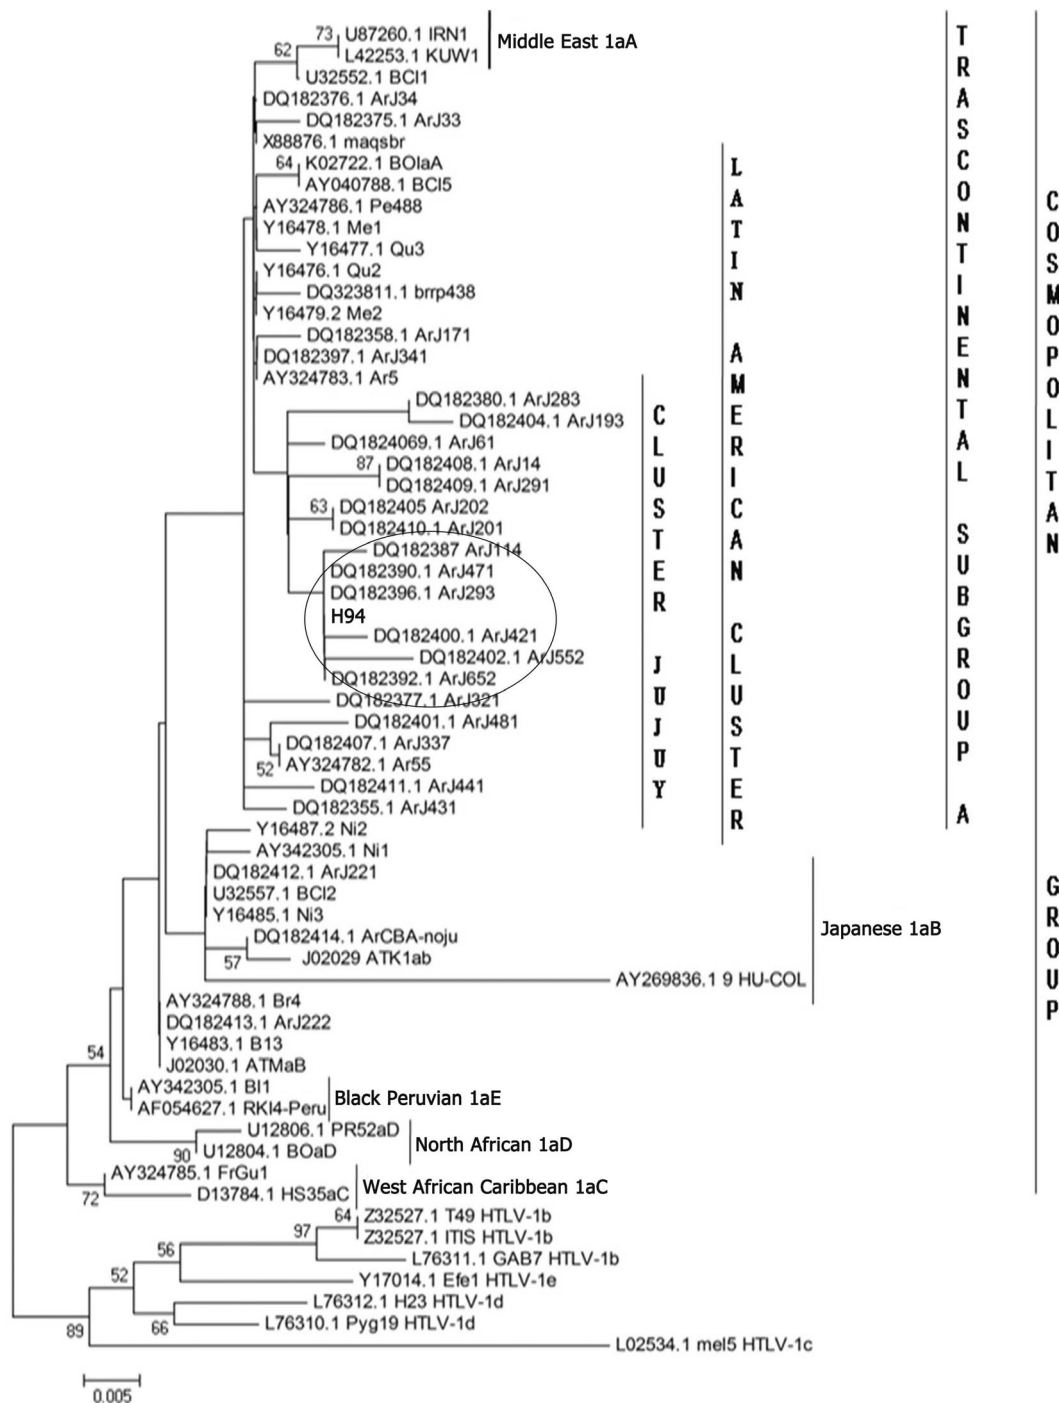 73
U87260.1 IRN1
L42253.1 KUW1
Middle East 1aA
62
U32552.1 BCI1
DQ182376.1 ArJ34
DQ182375.1 ArJ33
X88876.1 maqsbr
64
K02722.1 BOIaA
AY040788.1 BCI5
AY324786.1 Pe488
Y16478.1 Me1
Y16477.1 Qu3
Y16476.1 Qu2
DQ323811.1 brrp438
Y16479.2 Me2
DQ182358.1 ArJ171
DQ182397.1 ArJ341
AY324783.1 Ar5
DQ182380.1 ArJ283
DQ182404.1 ArJ193
DQ1824069.1 ArJ61
87
DQ182408.1 ArJ14
DQ182409.1 ArJ291
63
DQ182405 ArJ202
DQ182410.1 ArJ201
DQ182387 ArJ114
DQ182390.1 ArJ471
DQ182396.1 ArJ293
H94
DQ182400.1 ArJ421
DQ182402.1 ArJ552
DQ182392.1 ArJ652
DQ182377.1 ArJ321
DQ182401.1 ArJ481
DQ182407.1 ArJ337
AY324782.1 Ar55
52
DQ182411.1 ArJ441
DQ182355.1 ArJ431
CLUSTER JUJUY
LATIN AMERICAN CLUSTER
TRASCONTINENTAL SUBGROUP A
COSMOPOLITAN GROUP
Y16487.2 Ni2
AY342305.1 Ni1
DQ182412.1 ArJ221
U32557.1 BCI2
Y16485.1 Ni3
DQ182414.1 ArCBA-noju
57
J02029 ATK1ab
AY269836.1 9 HU-COL
Japanese 1aB
AY324788.1 Br4
DQ182413.1 ArJ222
Y16483.1 B13
J02030.1 ATMaB
54
AY342305.1 BI1
AF054627.1 RKI4-Peru
Black Peruvian 1aE
U12806.1 PR52aD
90
U12804.1 BOaD
North African 1aD
AY324785.1 FrGu1
72
D13784.1 HS35aC
West African Caribbean 1aC
64
Z32527.1 T49 HTLV-1b
97
Z32527.1 ITIS HTLV-1b
56
L76311.1 GAB7 HTLV-1b
52
Y17014.1 Efe1 HTLV-1e
L76312.1 H23 HTLV-1d
66
L76310.1 Pyg19 HTLV-1d
89
L02534.1 mel5 HTLV-1c
0.005